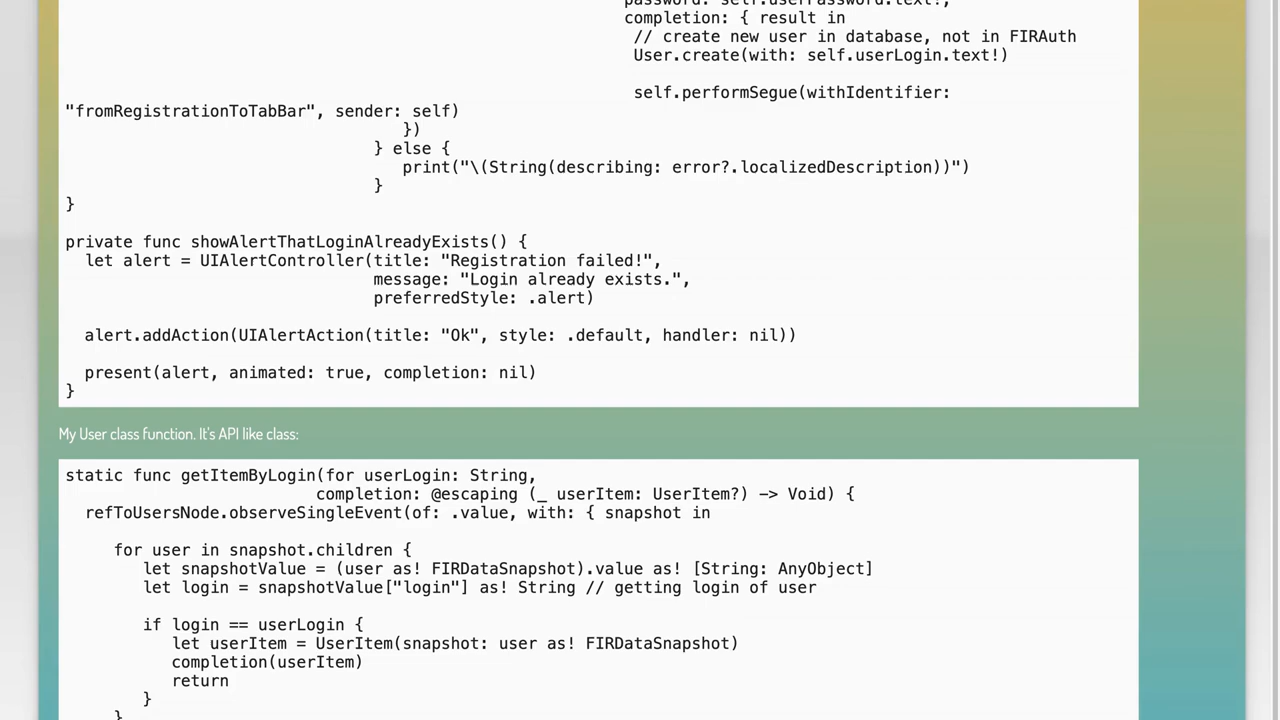 password: self.userPassword.text!,
completion: { result in
// create new user in database, not in FIRAuth
User.create(with: self.userLogin.text!)
self.performSegue(withIdentifier:
"fromRegistrationToTabBar", sender: self)
})
} else {
print("\(String(describing: error?.localizedDescription))")
}
}
private func showAlertThatLoginAlreadyExists() {
let alert = UIAlertController(title: "Registration failed!",
message: "Login already exists.",
preferredStyle: .alert)
alert.addAction(UIAlertAction(title: "Ok", style: .default, handler: nil))
present(alert, animated: true, completion: nil)
}
My User class function. It's API like class:
static func getItemByLogin(for userLogin: String,
completion: @escaping (_ userItem: UserItem?) -> Void) {
refToUsersNode.observeSingleEvent(of: .value, with: { snapshot in
for user in snapshot.children {
let snapshotValue = (user as! FIRDataSnapshot).value as! [String: AnyObject]
let login = snapshotValue["login"] as! String // getting login of user
if login == userLogin {
let userItem = UserItem(snapshot: user as! FIRDataSnapshot)
completion(userItem)
return
}
}